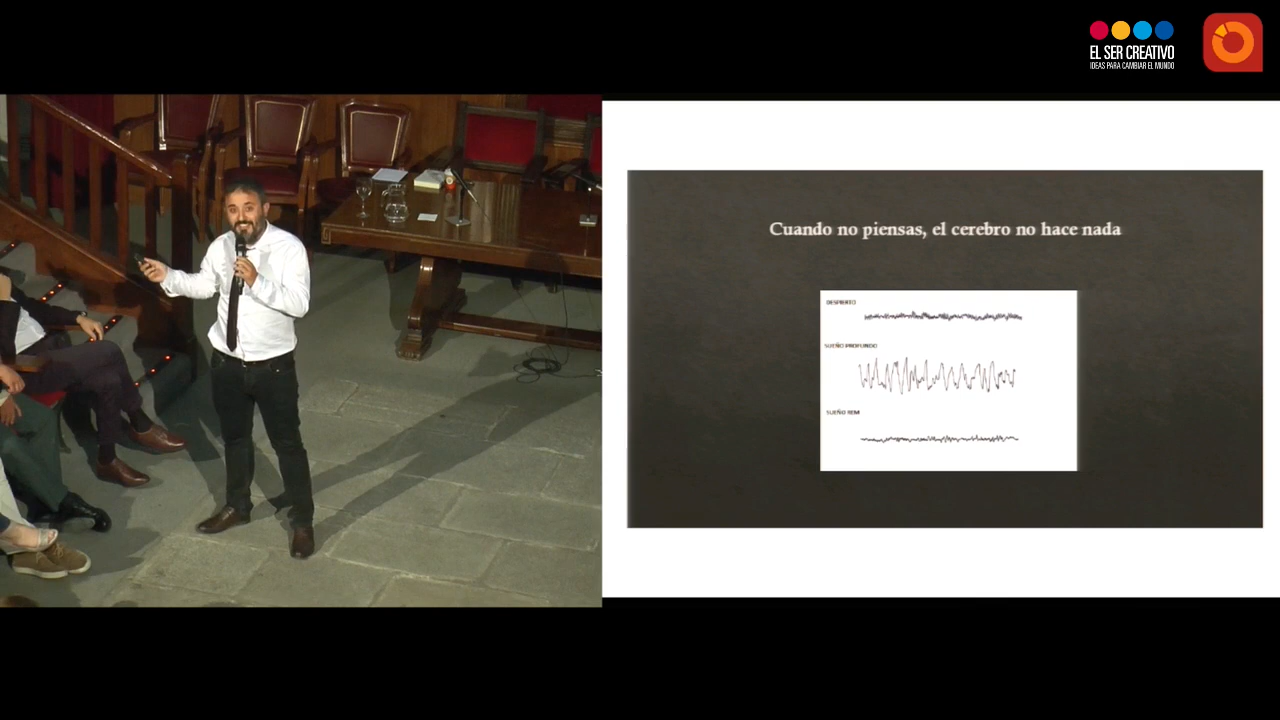 EL SER CREATIVO
IDEAS PARA CAMBIAR EL MUNDO
Cuando no piensas, el cerebro no hace nada
DESPIERTO
SUEÑO PROFUNDO
SUEÑO REM